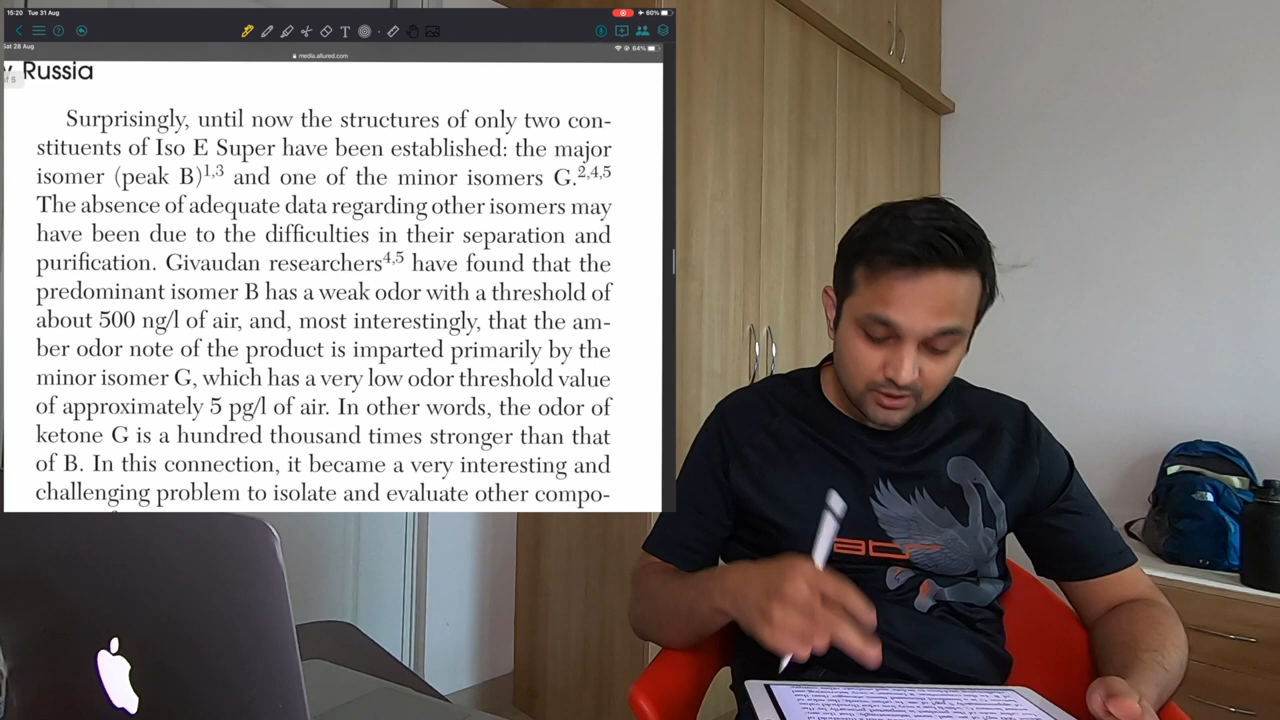 15:20 Tue 31 Aug
60%
T
Sat 28 Aug
64%
media.allured.com
Russia
of 5
Surprisingly, until now the structures of only two con-
stituents of Iso E Super have been established: the major
isomer (peak B)1,3 and one of the minor isomers G.2,4,5
The absence of adequate data regarding other isomers may
have been due to the difficulties in their separation and
purification. Givaudan researchers4,5 have found that the
predominant isomer B has a weak odor with a threshold of
about 500 ng/l of air, and, most interestingly, that the am-
ber odor note of the product is imparted primarily by the
minor isomer G, which has a very low odor threshold value
of approximately 5 pg/l of air. In other words, the odor of
ketone G is a hundred thousand times stronger than that
of B. In this connection, it became a very interesting and
challenging problem to isolate and evaluate other compo-